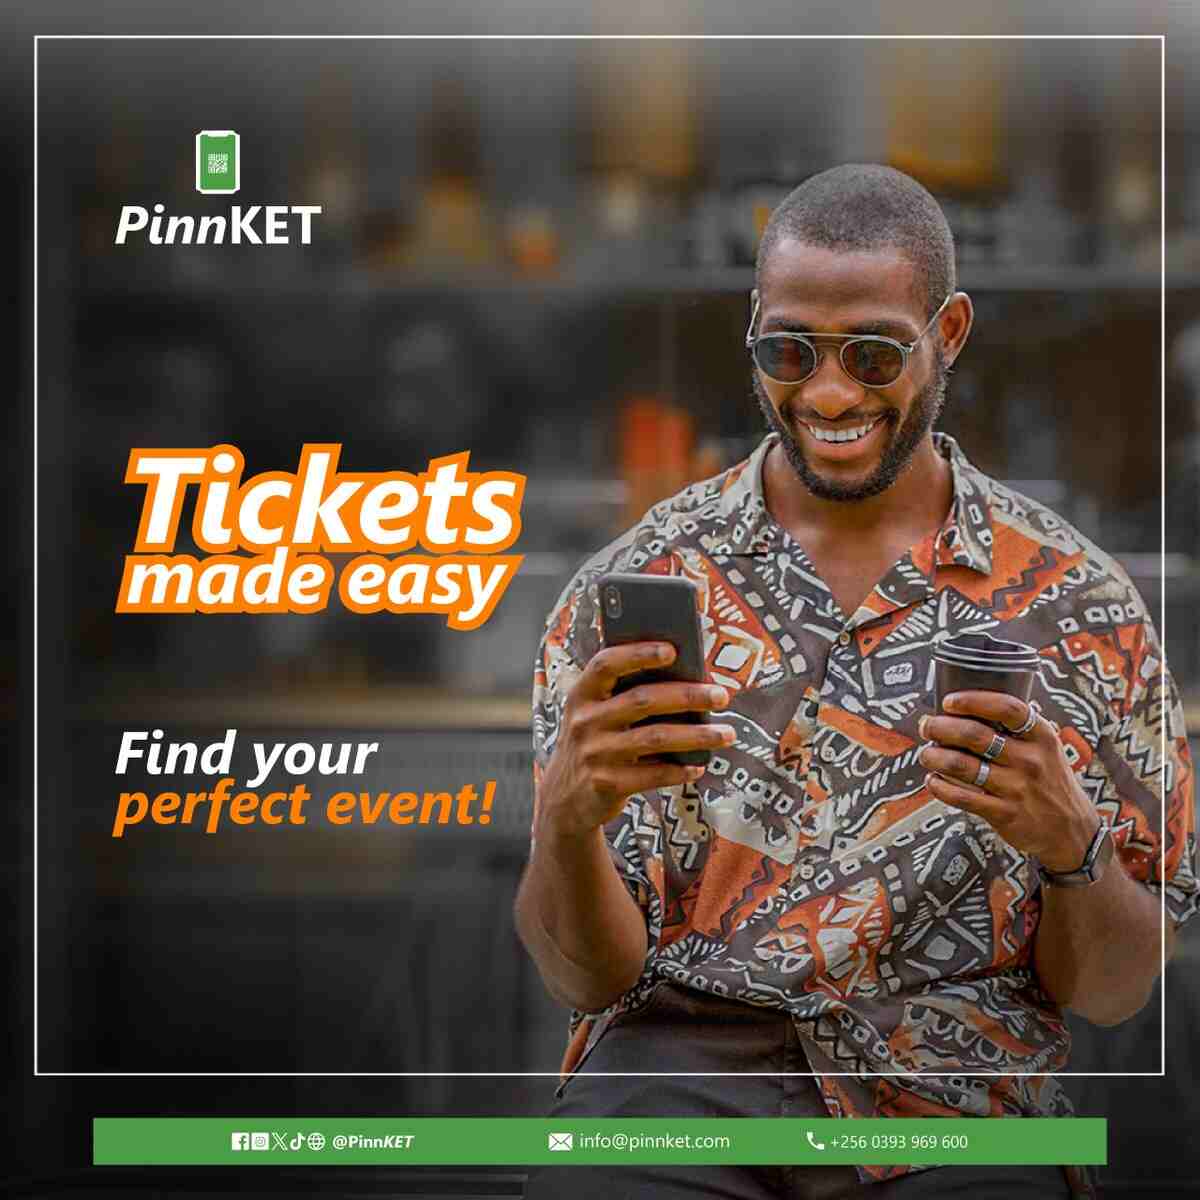 PinnKET
Tickets
made easy
Find your
perfect event!
@PinnKET
info@pinnket.com
+256 0393 969 600